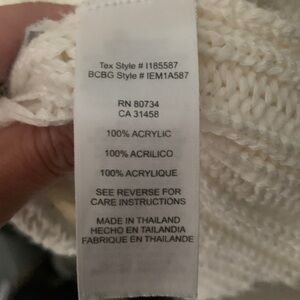 Tex Style # I185587
BCBG Style # IEM1A587
RN 80734
CA 31458
100% ACRYLIC
100% ACRILICO
100% ACRYLIQUE
SEE REVERSE FOR
CARE INSTRUCTIONS
MADE IN THAILAND
HECHO EN TAILANDIA
FABRIQUE EN THAILANDE